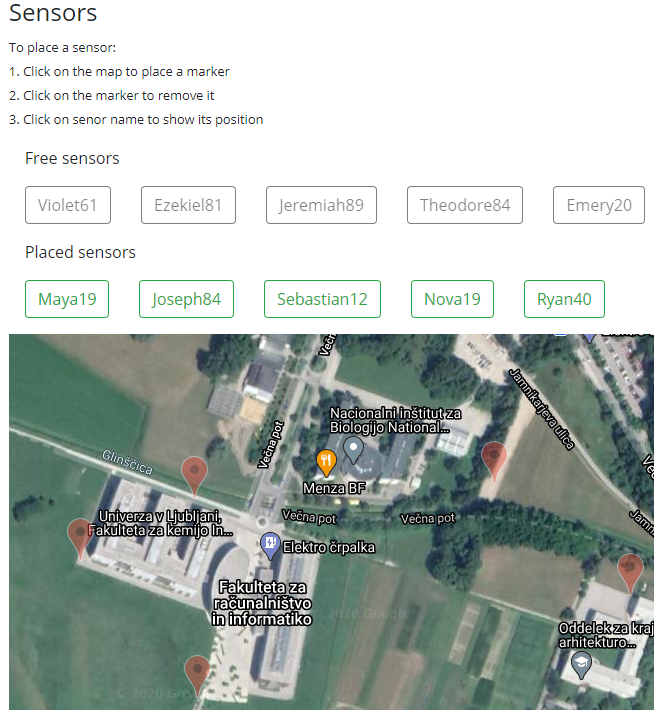 Sensors
To place a sensor:
1. Click on the map to place a marker
2. Click on the marker to remove it
3. Click on senor name to show its position
Free sensors
Violet61 Ezekiel81 Jeremiah89 Theodore84 Emery20
Placed sensors
Maya19 Joseph84 Sebastian12 Nova19 Ryan40
Jamnikarjeva ulica
Nacionalni inštitut za
Biologijo National...
Večna pot
Glinščica
Menza BF
Univerza v Ljubljani,
Fakulteta za kemijo in...
Večna pot
Večna pot
Elektro črpalka
Fakulteta za
računalništvo
in informatiko
2020 Google
Oddelek za kraj
arhitekturo...
© 2020